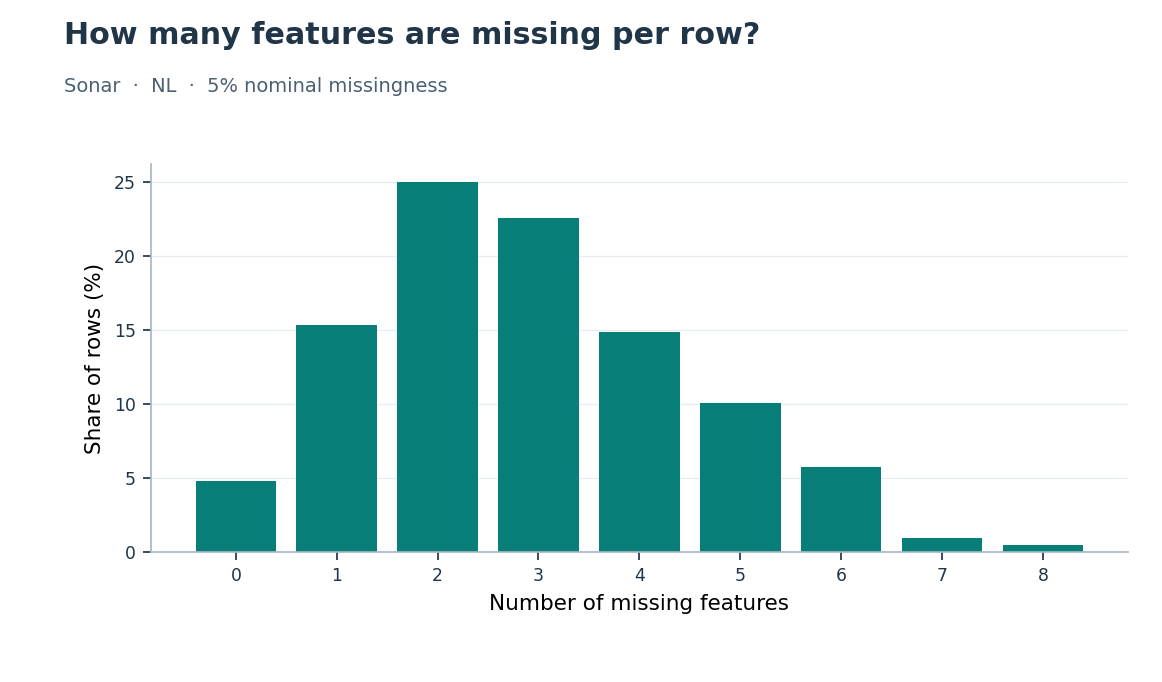 How many features are missing per row?
Sonar · NL · 5% nominal missingness
25
20
15
10
5
0
Share of rows (%)
0 1 2 3 4 5 6 7 8
Number of missing features